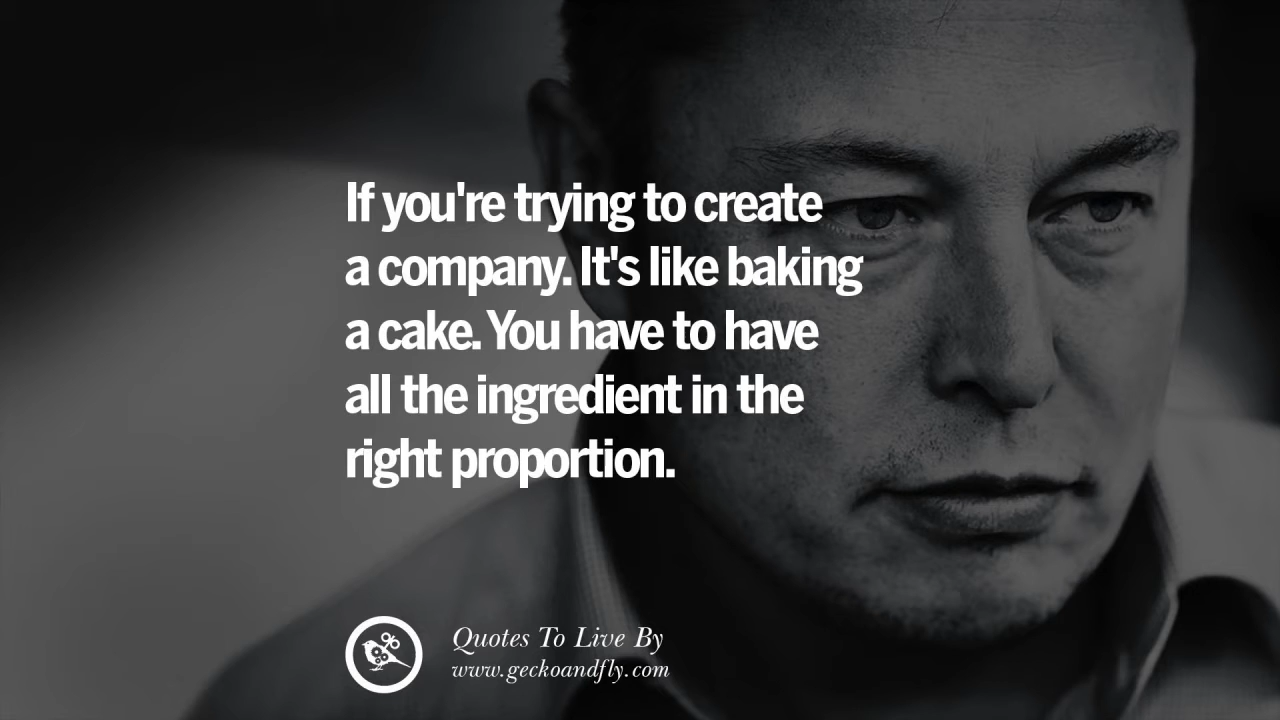 If you're trying to create
a company. It's like baking
a cake. You have to have
all the ingredient in the
right proportion.
Quotes To Live By
www.geckoandfly.com